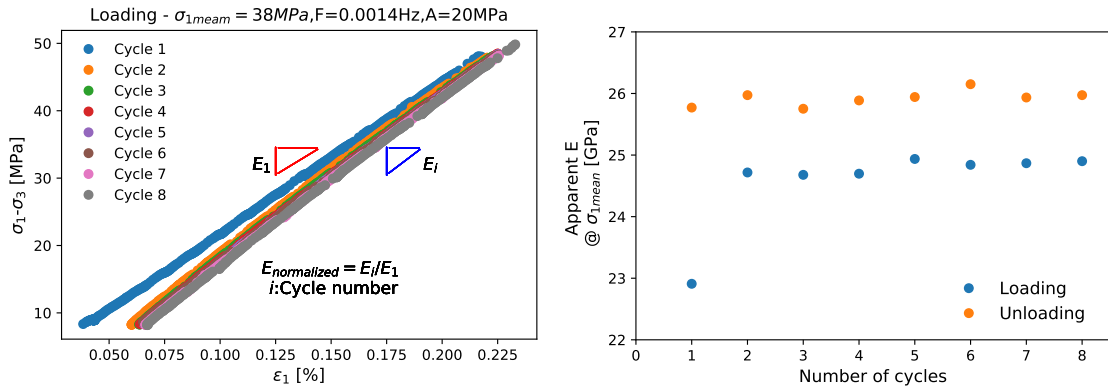 Loading - σ1meam = 38MPa,F=0.0014Hz,A=20MPa
50
40
30
20
10
σ1-σ3 [MPa]
Cycle 1
Cycle 2
Cycle 3
Cycle 4
Cycle 5
Cycle 6
Cycle 7
Cycle 8
E1
Ei
Enormalized = Ei/E1
i:Cycle number
0.050 0.075 0.100 0.125 0.150 0.175 0.200 0.225
ε1 [%]
27
26
25
24
23
22
Apparent E
@ σ1mean [GPa]
Loading
Unloading
0 1 2 3 4 5 6 7 8
Number of cycles